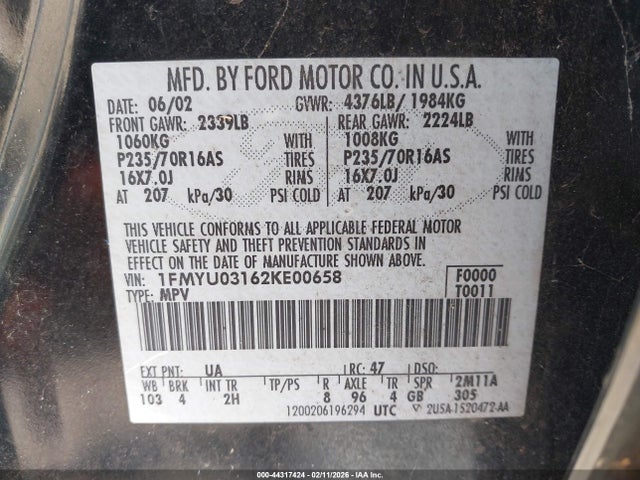 MFD. BY FORD MOTOR CO. IN U.S.A.
DATE: 06/02 GVWR: 4376LB/ 1984KG
FRONT GAWR: 2339LB REAR GAWR: 2224LB
1060KG WITH 1008KG WITH
P235/70R16AS TIRES P235/70R16AS TIRES
16X7.0J RIMS 16X7.0J RIMS
AT 207 kPa/30 PSI COLD AT 207 kPa/30 PSI COLD
THIS VEHICLE CONFORMS TO ALL APPLICABLE FEDERAL MOTOR
VEHICLE SAFETY AND THEFT PREVENTION STANDARDS IN
EFFECT ON THE DATE OF MANUFACTURE SHOWN ABOVE.
VIN: 1FMYU03162KE00658 F0000
TYPE: MPV T0011
EXT PNT: UA RC: 47 DSO:
WB BRK INT TR TP/PS R AXLE TR SPR 2M11A
103 4 2H 8 96 4 GB 305
1200206196294 UTC 2U5A-1520472-AA
000-44317424 - 02/11/2026 - IAAI.com